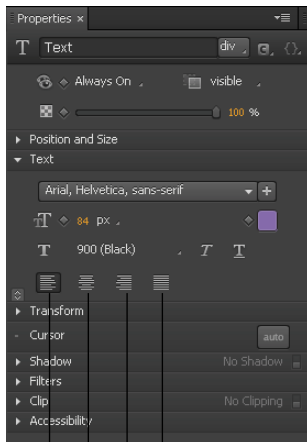 Properties ×
T Text div
Always On visible
100 %
Position and Size
Text
Arial, Helvetica, sans-serif +
TT 84 px
T 900 (Black) T T
Transform
Cursor auto
Shadow No Shadow
Filters
Clip No Clipping
Accessibility